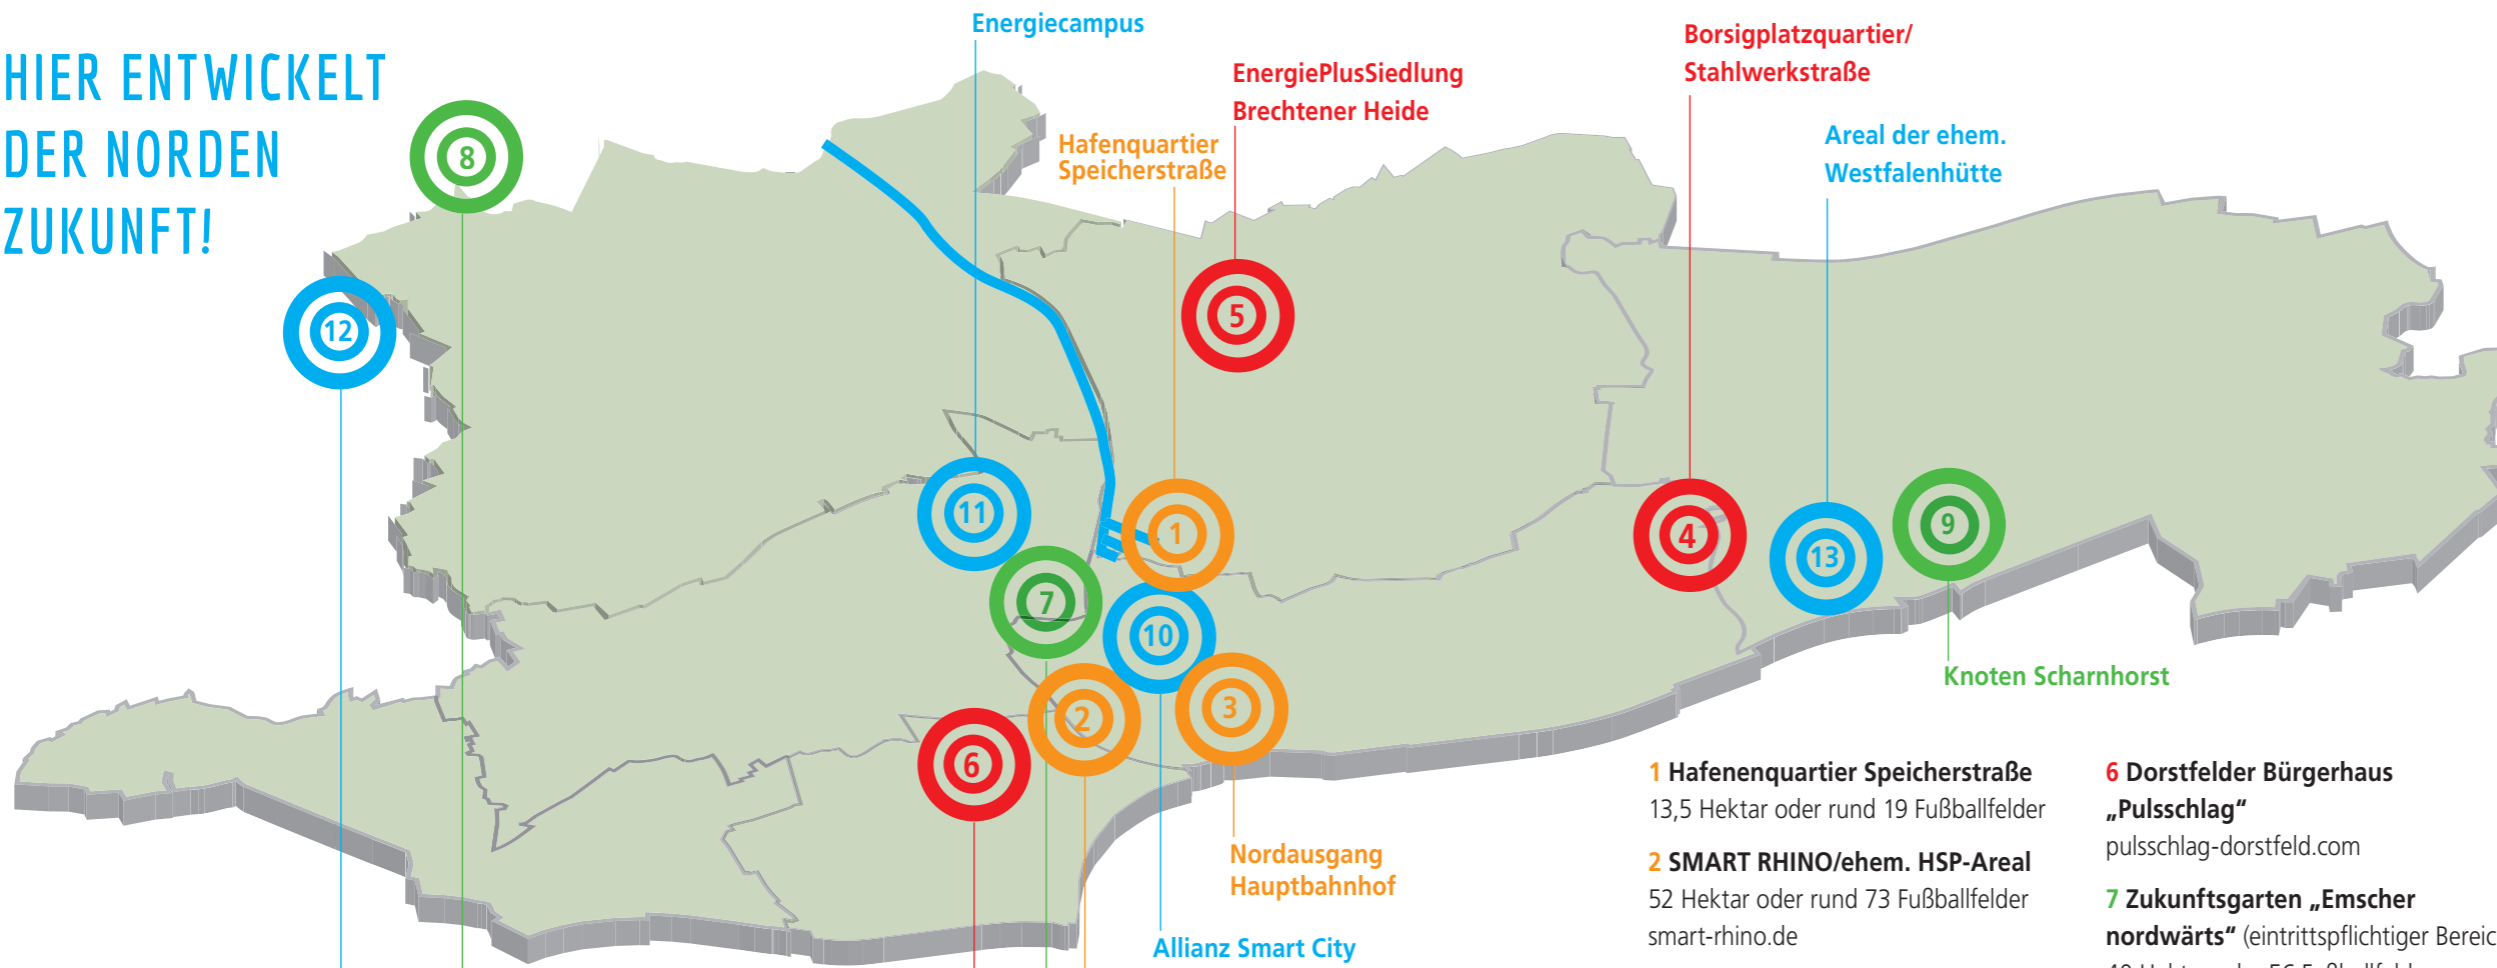 HIER ENTWICKELT
DER NORDEN
ZUKUNFT!
Energiecampus
EnergiePlusSiedlung
Brechtener Heide
Hafenquartier
Speicherstraße
Borsigplatzquartier/
Stahlwerkstraße
Areal der ehem.
Westfalenhütte
8
12
5
11
1
4
13
9
7
10
2
3
6
Knoten Scharnhorst
Nordausgang
Hauptbahnhof
Allianz Smart City
1 Hafenenquartier Speicherstraße
13,5 Hektar oder rund 19 Fußballfelder
2 SMART RHINO/ehem. HSP-Areal
52 Hektar oder rund 73 Fußballfelder
smart-rhino.de
6 Dorstfelder Bürgerhaus
„Pulsschlag"
pulsschlag-dorstfeld.com
7 Zukunftsgarten „Emscher
nordwärts" (eintrittspflichtiger Bereic